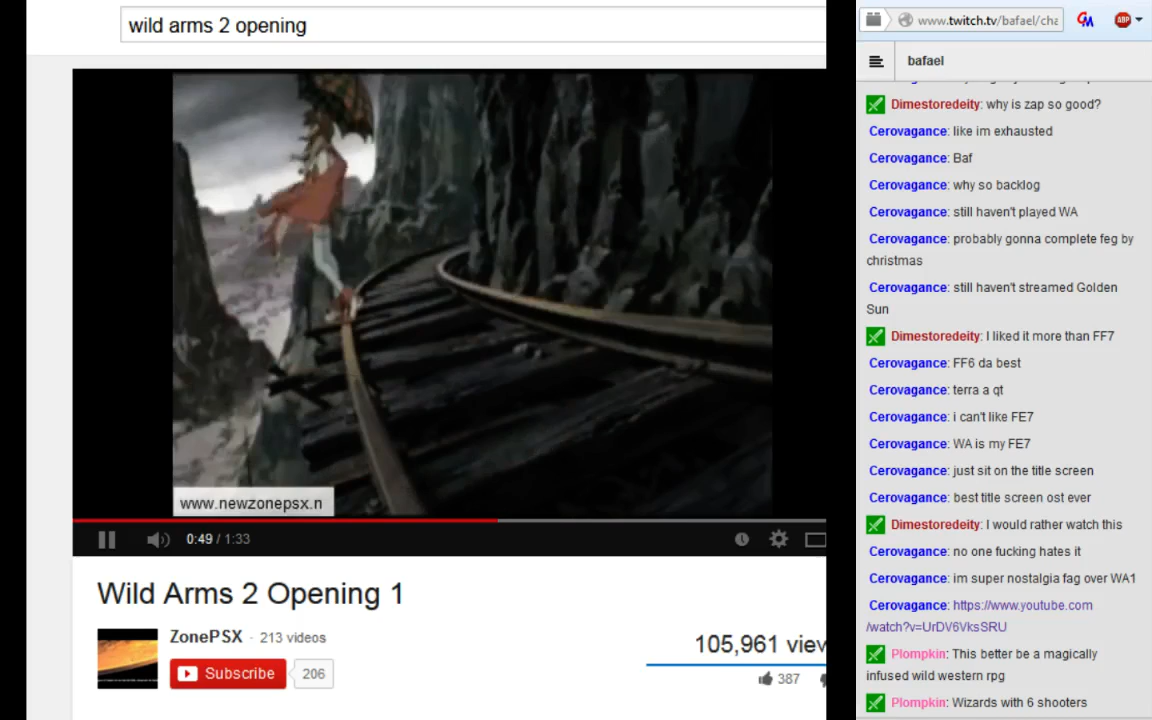 wild arms 2 opening
www.newzonepsx.n
0:49 / 1:33
Wild Arms 2 Opening 1
ZonePSX · 213 videos
Subscribe 206
105,961 view
387
www.twitch.tv/bafael/cha
GM
ABP
bafael
Dimestoredeity: why is zap so good?
Cerovagance: like im exhausted
Cerovagance: Baf
Cerovagance: why so backlog
Cerovagance: still haven't played WA
Cerovagance: probably gonna complete feg by
christmas
Cerovagance: still haven't streamed Golden
Sun
Dimestoredeity: I liked it more than FF7
Cerovagance: FF6 da best
Cerovagance: terra a qt
Cerovagance: i can't like FE7
Cerovagance: WA is my FE7
Cerovagance: just sit on the title screen
Cerovagance: best title screen ost ever
Dimestoredeity: I would rather watch this
Cerovagance: no one fucking hates it
Cerovagance: im super nostalgia fag over WA1
Cerovagance: https://www.youtube.com
/watch?v=UrDV6VksSRU
Plompkin: This better be a magically
infused wild western rpg
Plompkin: Wizards with 6 shooters